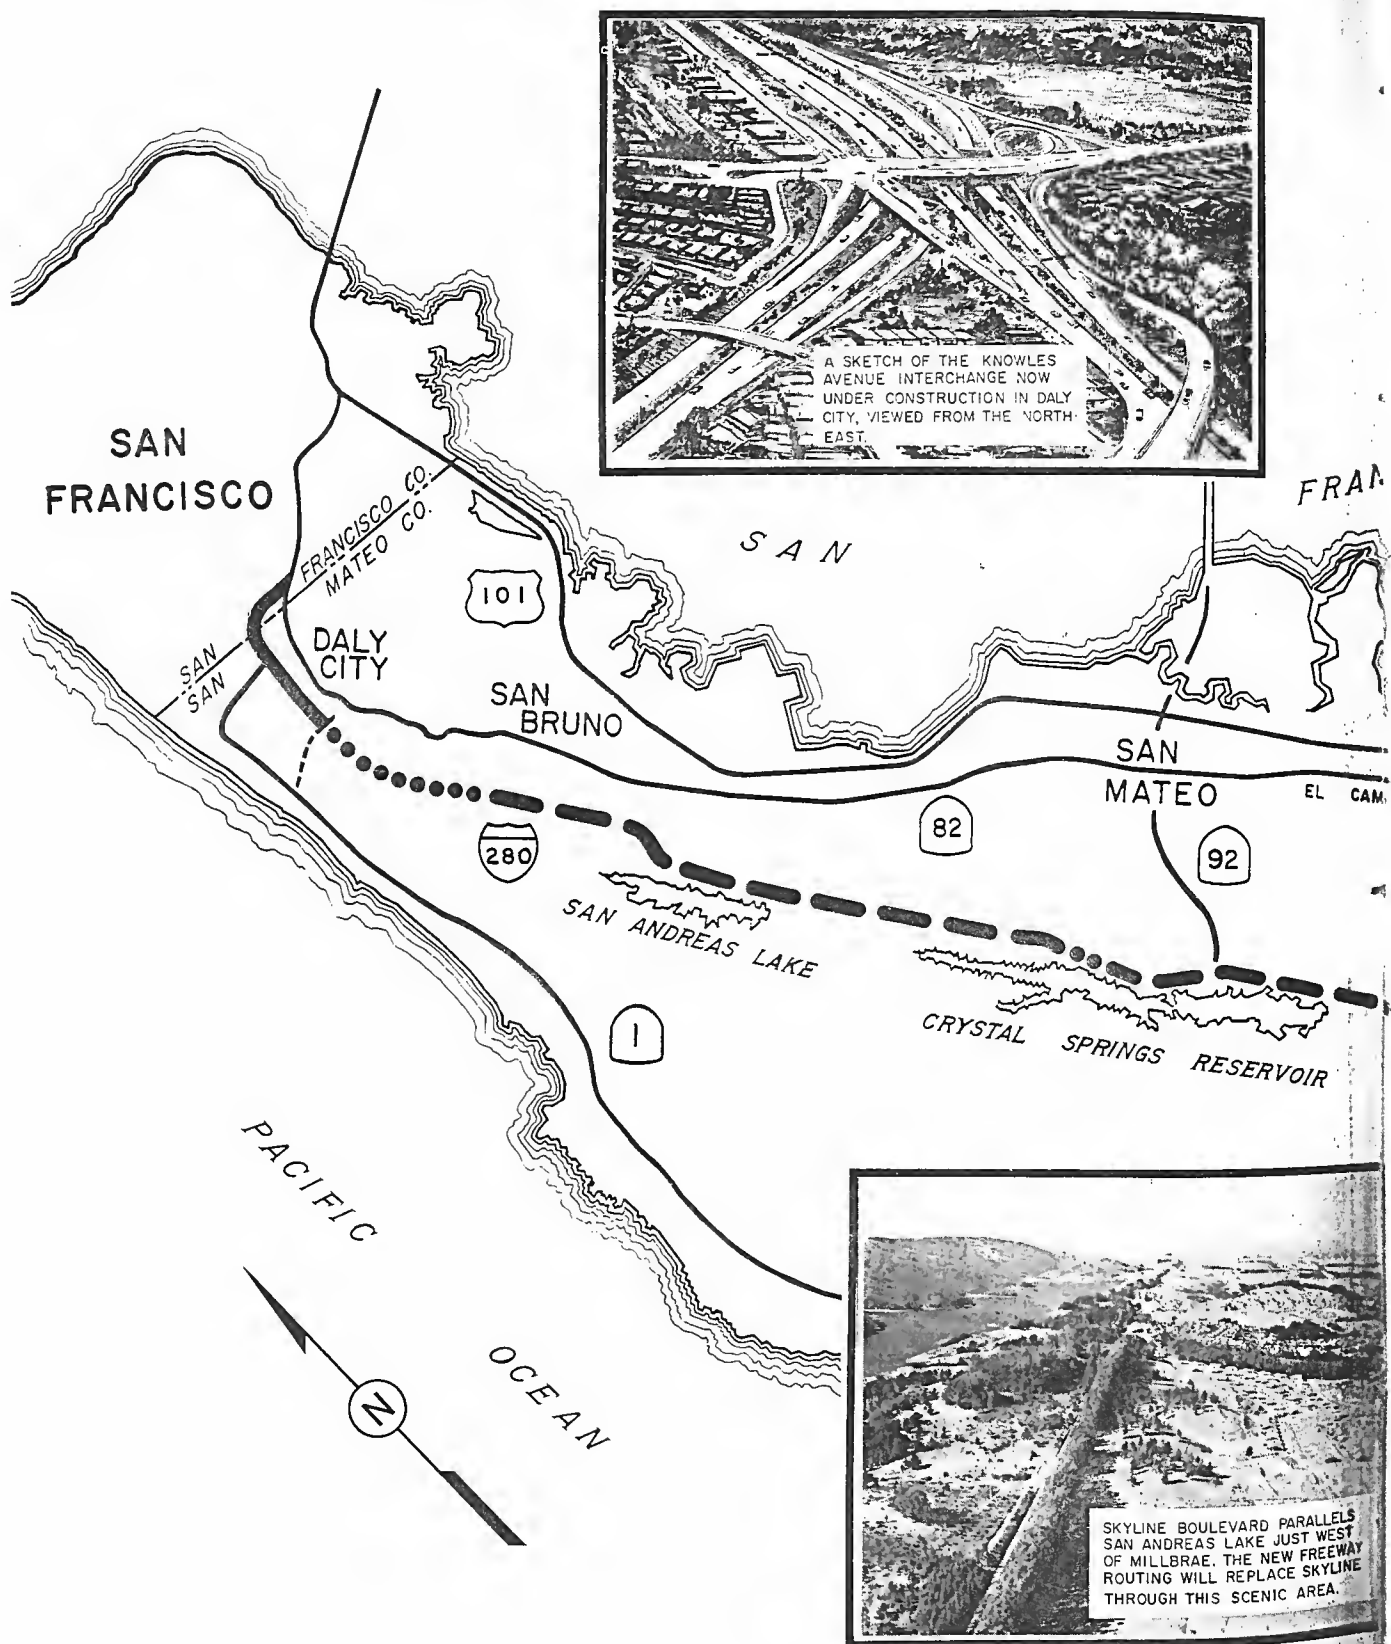 A SKETCH OF THE KNOWLES
AVENUE INTERCHANGE NOW
UNDER CONSTRUCTION IN DALY
CITY, VIEWED FROM THE NORTH-
EAST.
SAN
FRANCISCO
SAN FRANCISCO CO.
SAN MATEO CO.
101
SAN
FRAN
DALY
CITY
SAN
BRUNO
SAN
MATEO
EL CAM
82
92
280
SAN ANDREAS LAKE
CRYSTAL SPRINGS RESERVOIR
1
PACIFIC
OCEAN
N
SKYLINE BOULEVARD PARALLELS
SAN ANDREAS LAKE JUST WEST
OF MILLBRAE. THE NEW FREEWAY
ROUTING WILL REPLACE SKYLINE
THROUGH THIS SCENIC AREA.